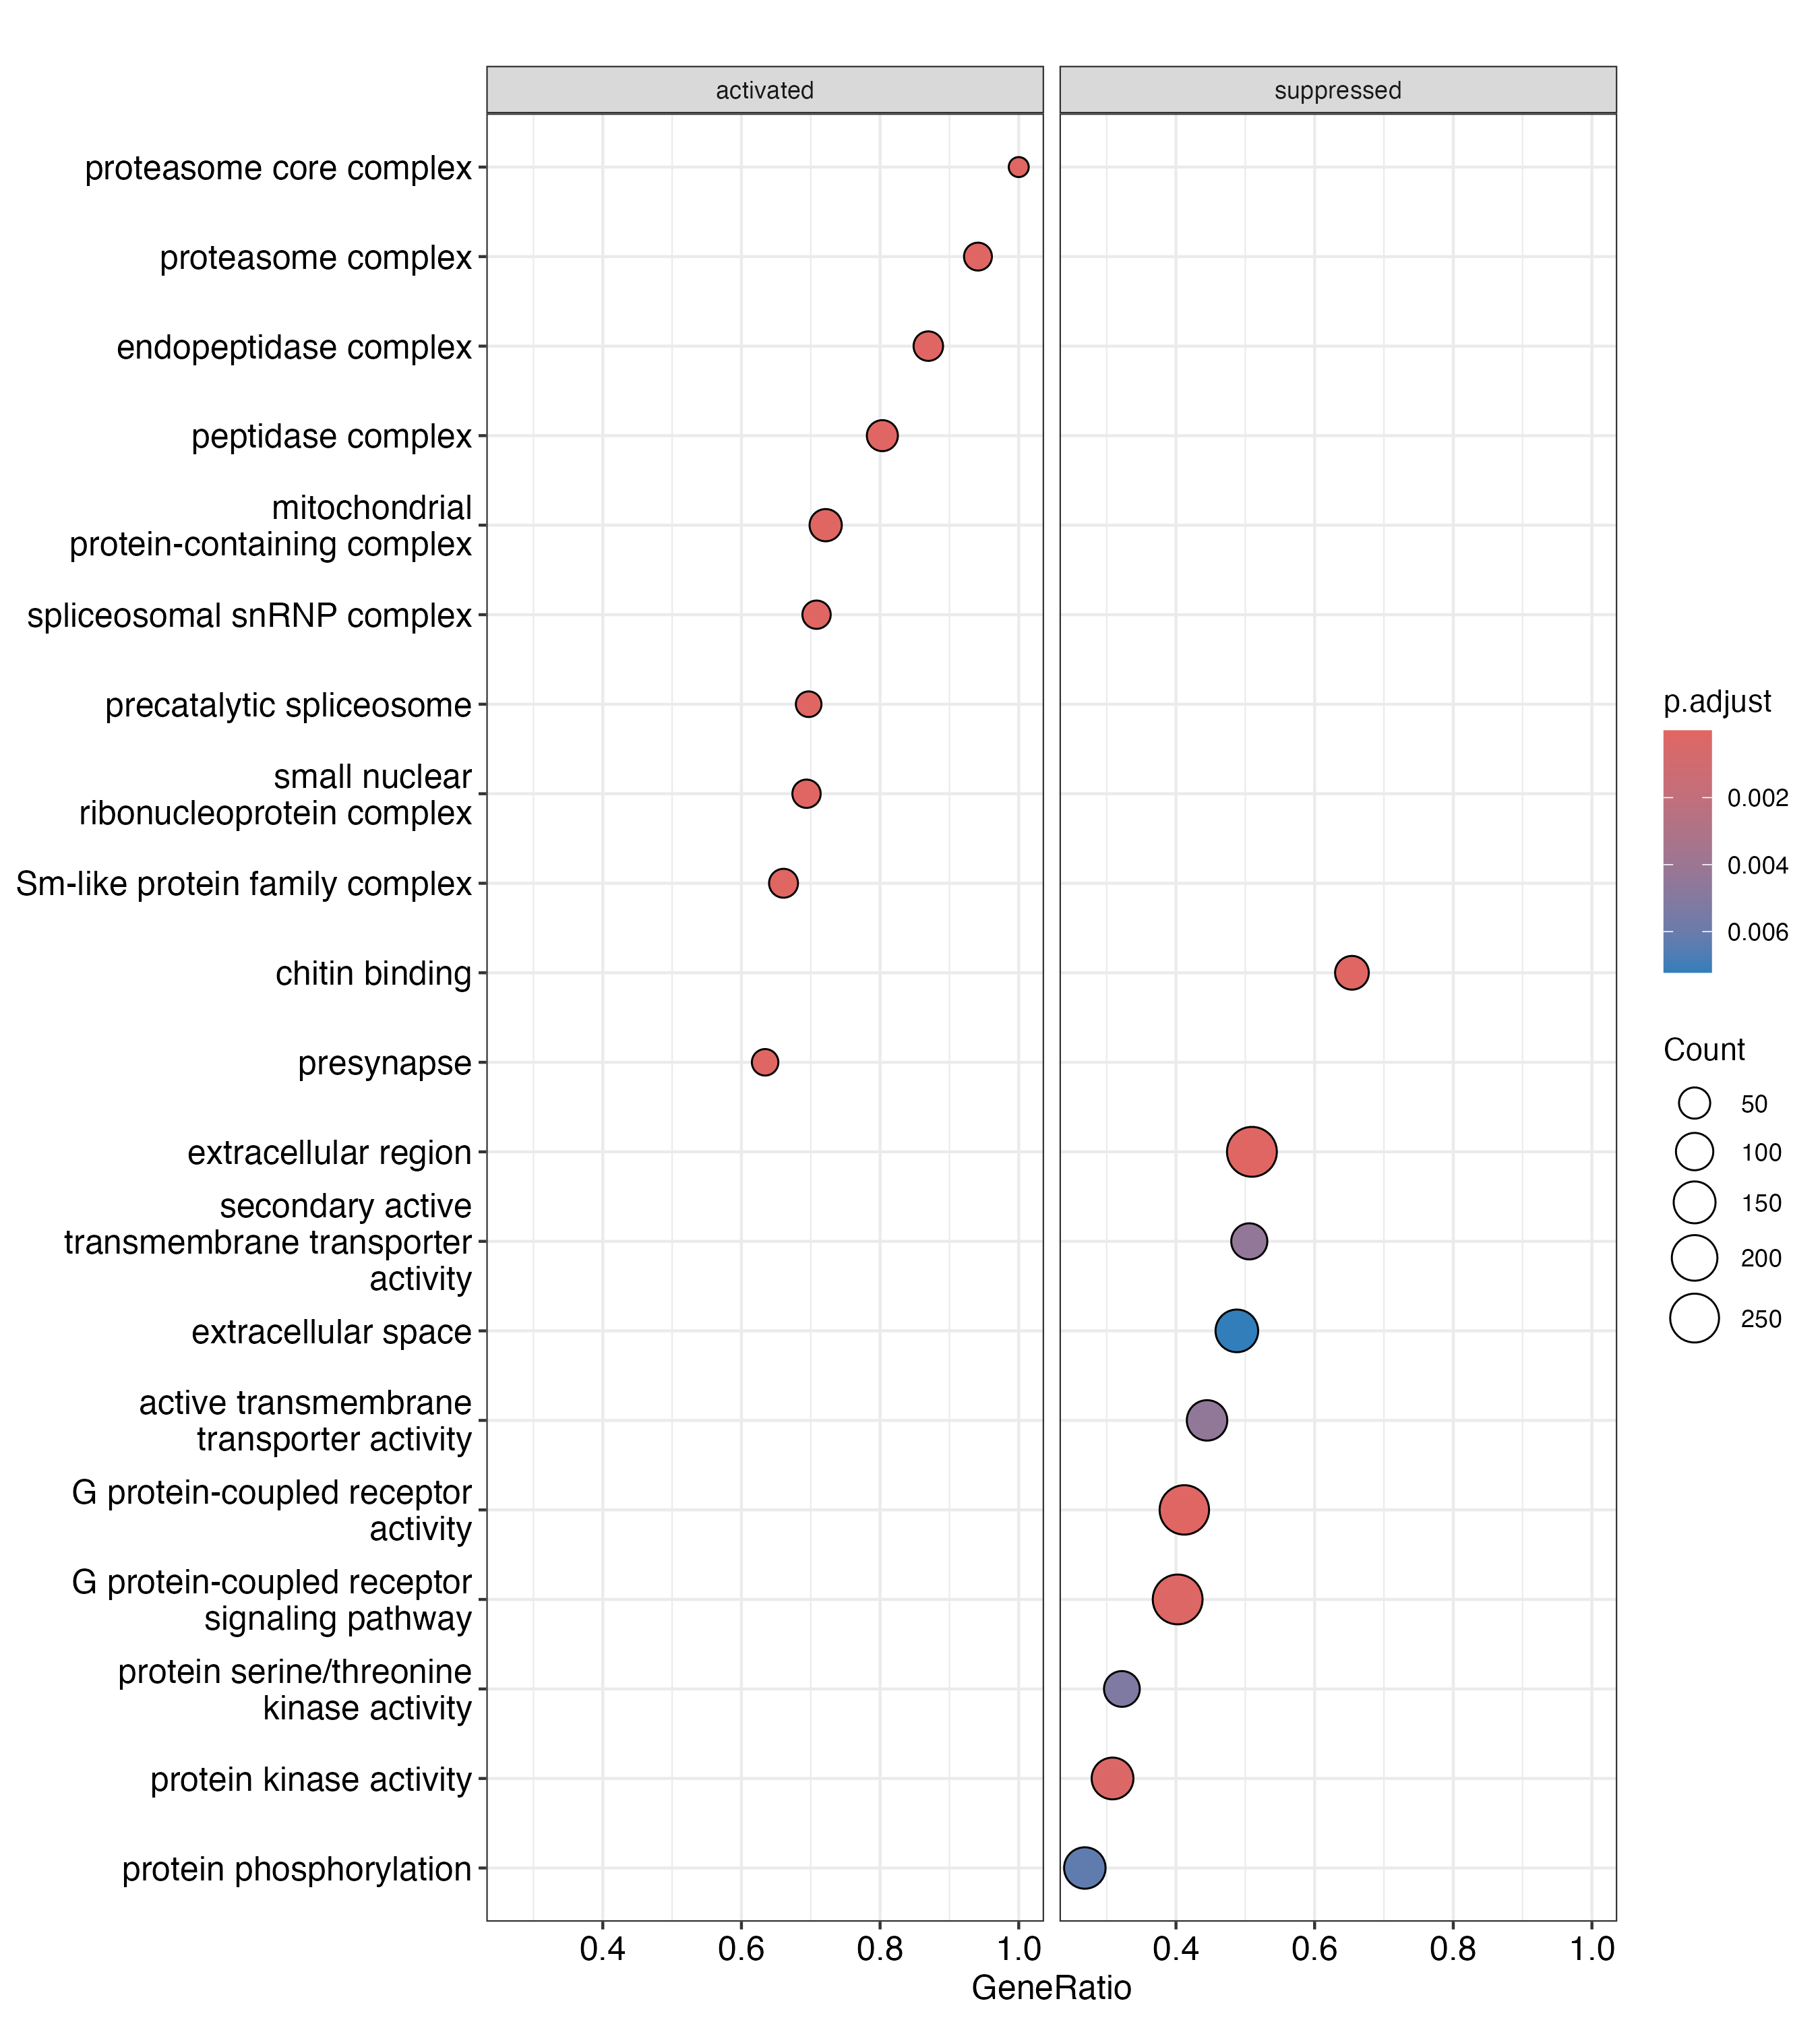 activated
suppressed
proteasome core complex
proteasome complex
endopeptidase complex
peptidase complex
mitochondrial
protein-containing complex
spliceosomal snRNP complex
precatalytic spliceosome
small nuclear
ribonucleoprotein complex
Sm-like protein family complex
chitin binding
presynapse
extracellular region
secondary active
transmembrane transporter
activity
extracellular space
active transmembrane
transporter activity
G protein-coupled receptor
activity
G protein-coupled receptor
signaling pathway
protein serine/threonine
kinase activity
protein kinase activity
protein phosphorylation
0.4 0.6 0.8 1.0
0.4 0.6 0.8 1.0
GeneRatio
p.adjust
0.002
0.004
0.006
Count
50
100
150
200
250